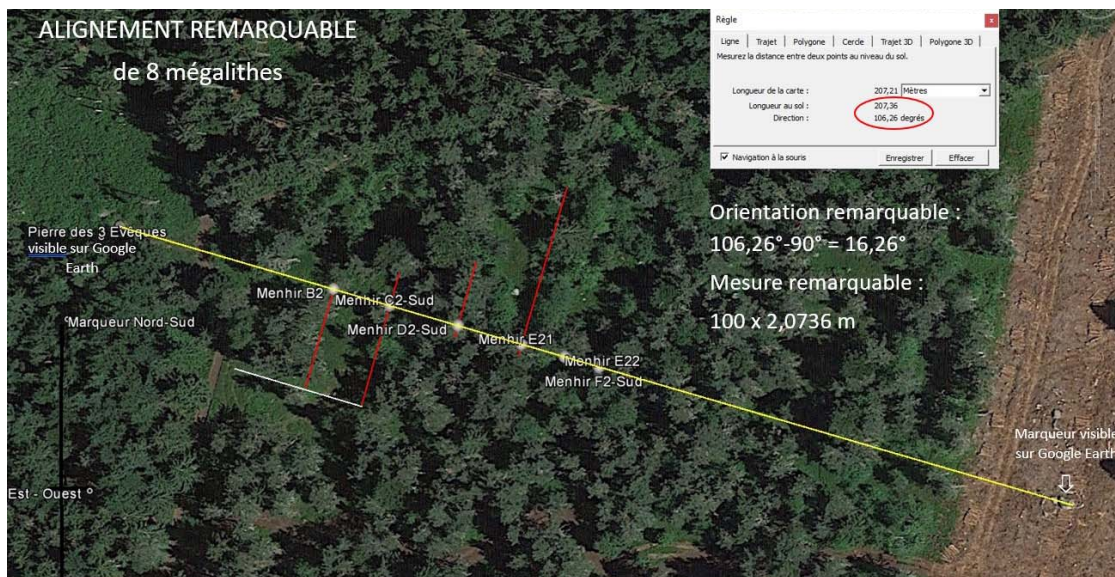 ALIGNEMENT REMARQUABLE
de 8 mégalithes
Règle
x
Ligne | Trajet | Polygone | Cercle | Trajet 3D | Polygone 3D
Mesurez la distance entre deux points au niveau du sol.
Longueur de la carte : 207,21 Mètres
Longueur au sol : 207,36
Direction : 106,26 degrés
Navigation à la souris Enregistrer Effacer
Orientation remarquable :
106,26°-90° = 16,26°
Mesure remarquable :
100 x 2,0736 m
Pierre des 3 Evêques
visible sur Google
Earth
Menhir B2
Menhir C2-Sud
Marqueur Nord-Sud
Menhir D2-Sud
Menhir E21
Menhir E22
Menhir F2-Sud
Marqueur visible
sur Google Earth
Est - Ouest